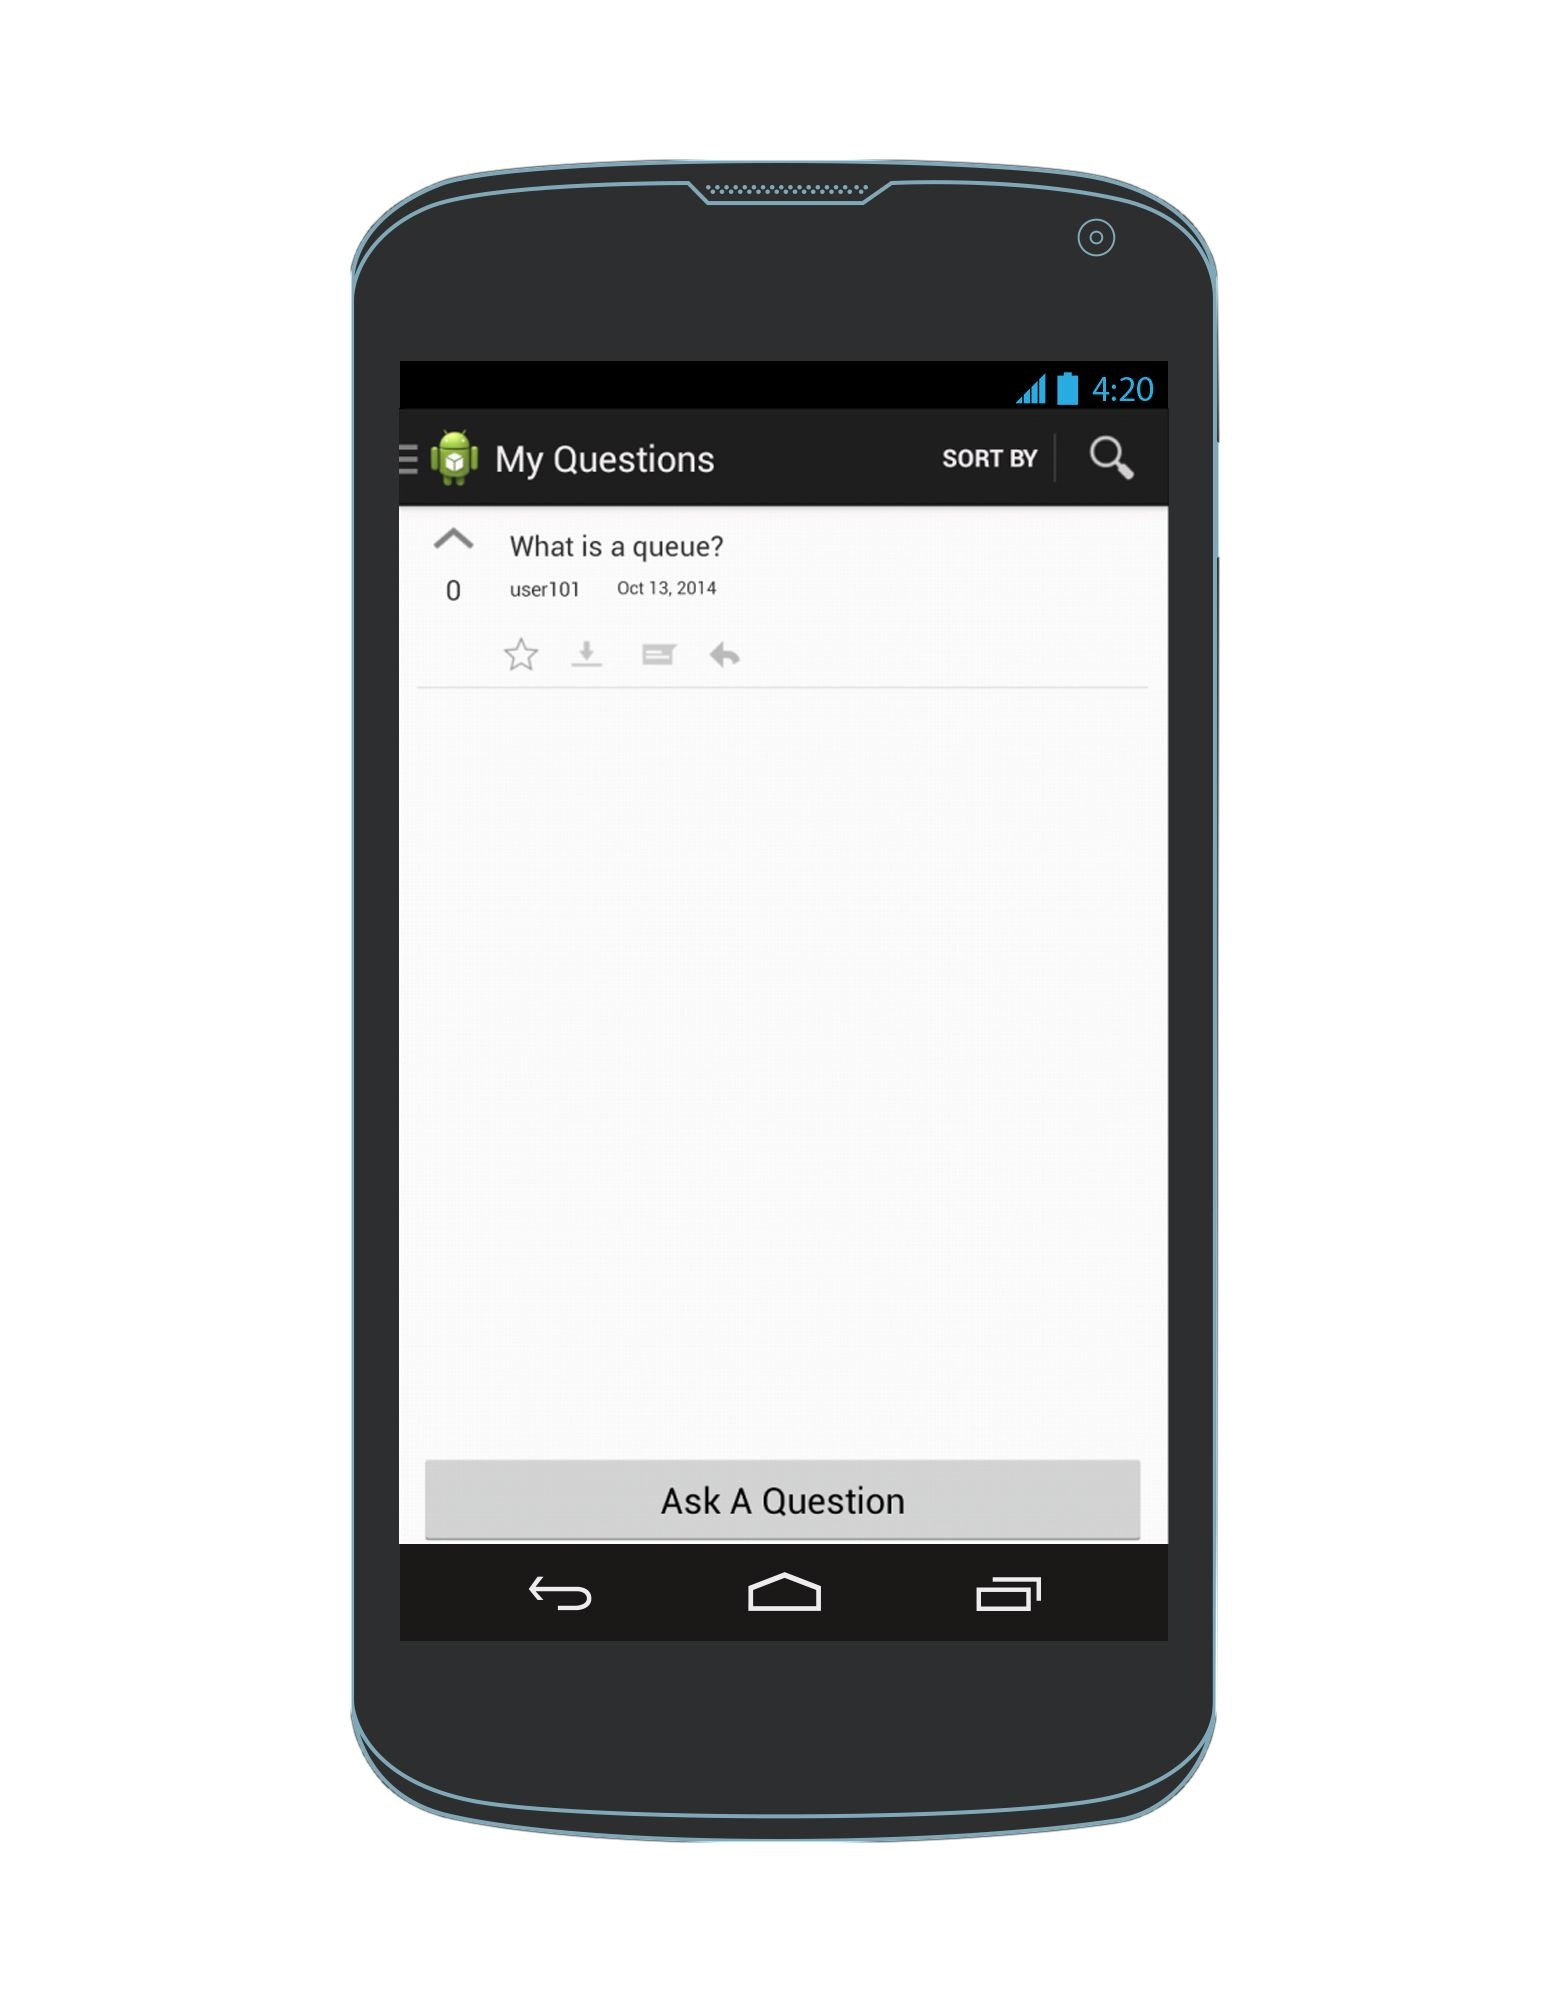 4:20
My Questions SORT BY
What is a queue?
0 user101 Oct 13, 2014
Ask A Question